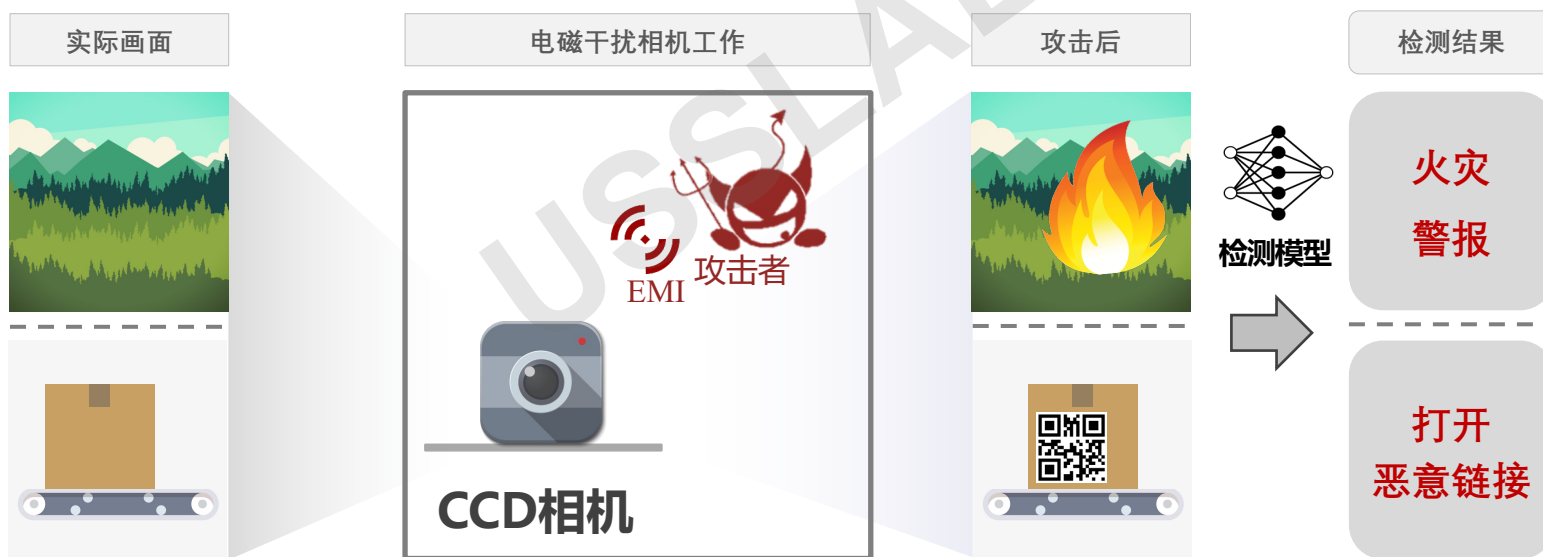 实际画面
电磁干扰相机工作
攻击后
检测结果
EMI
攻击者
CCD相机
检测模型
火灾
警报
打开
恶意链接